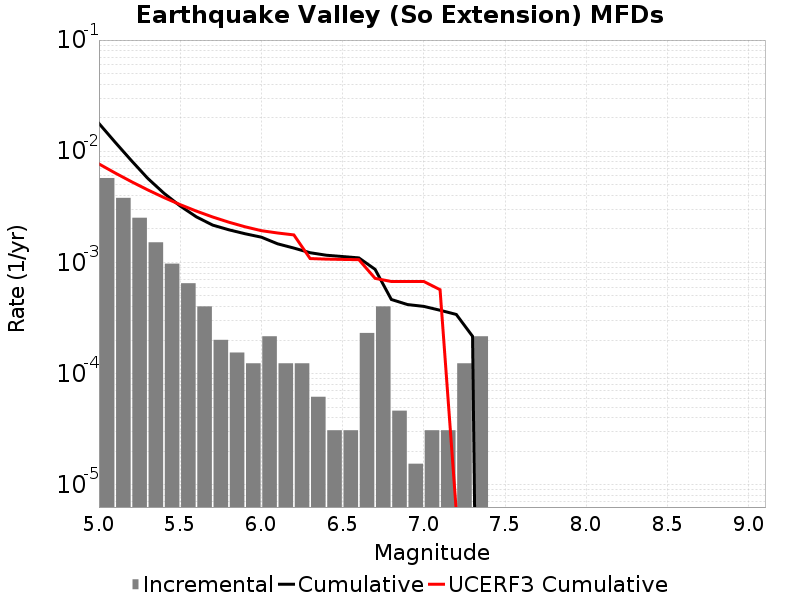 Earthquake Valley (So Extension) MFDs
10-1
10-2
10-3
10-4
10-5
Rate (1/yr)
5.0 5.5 6.0 6.5 7.0 7.5 8.0 8.5 9.0
Magnitude
Incremental Cumulative UCERF3 Cumulative